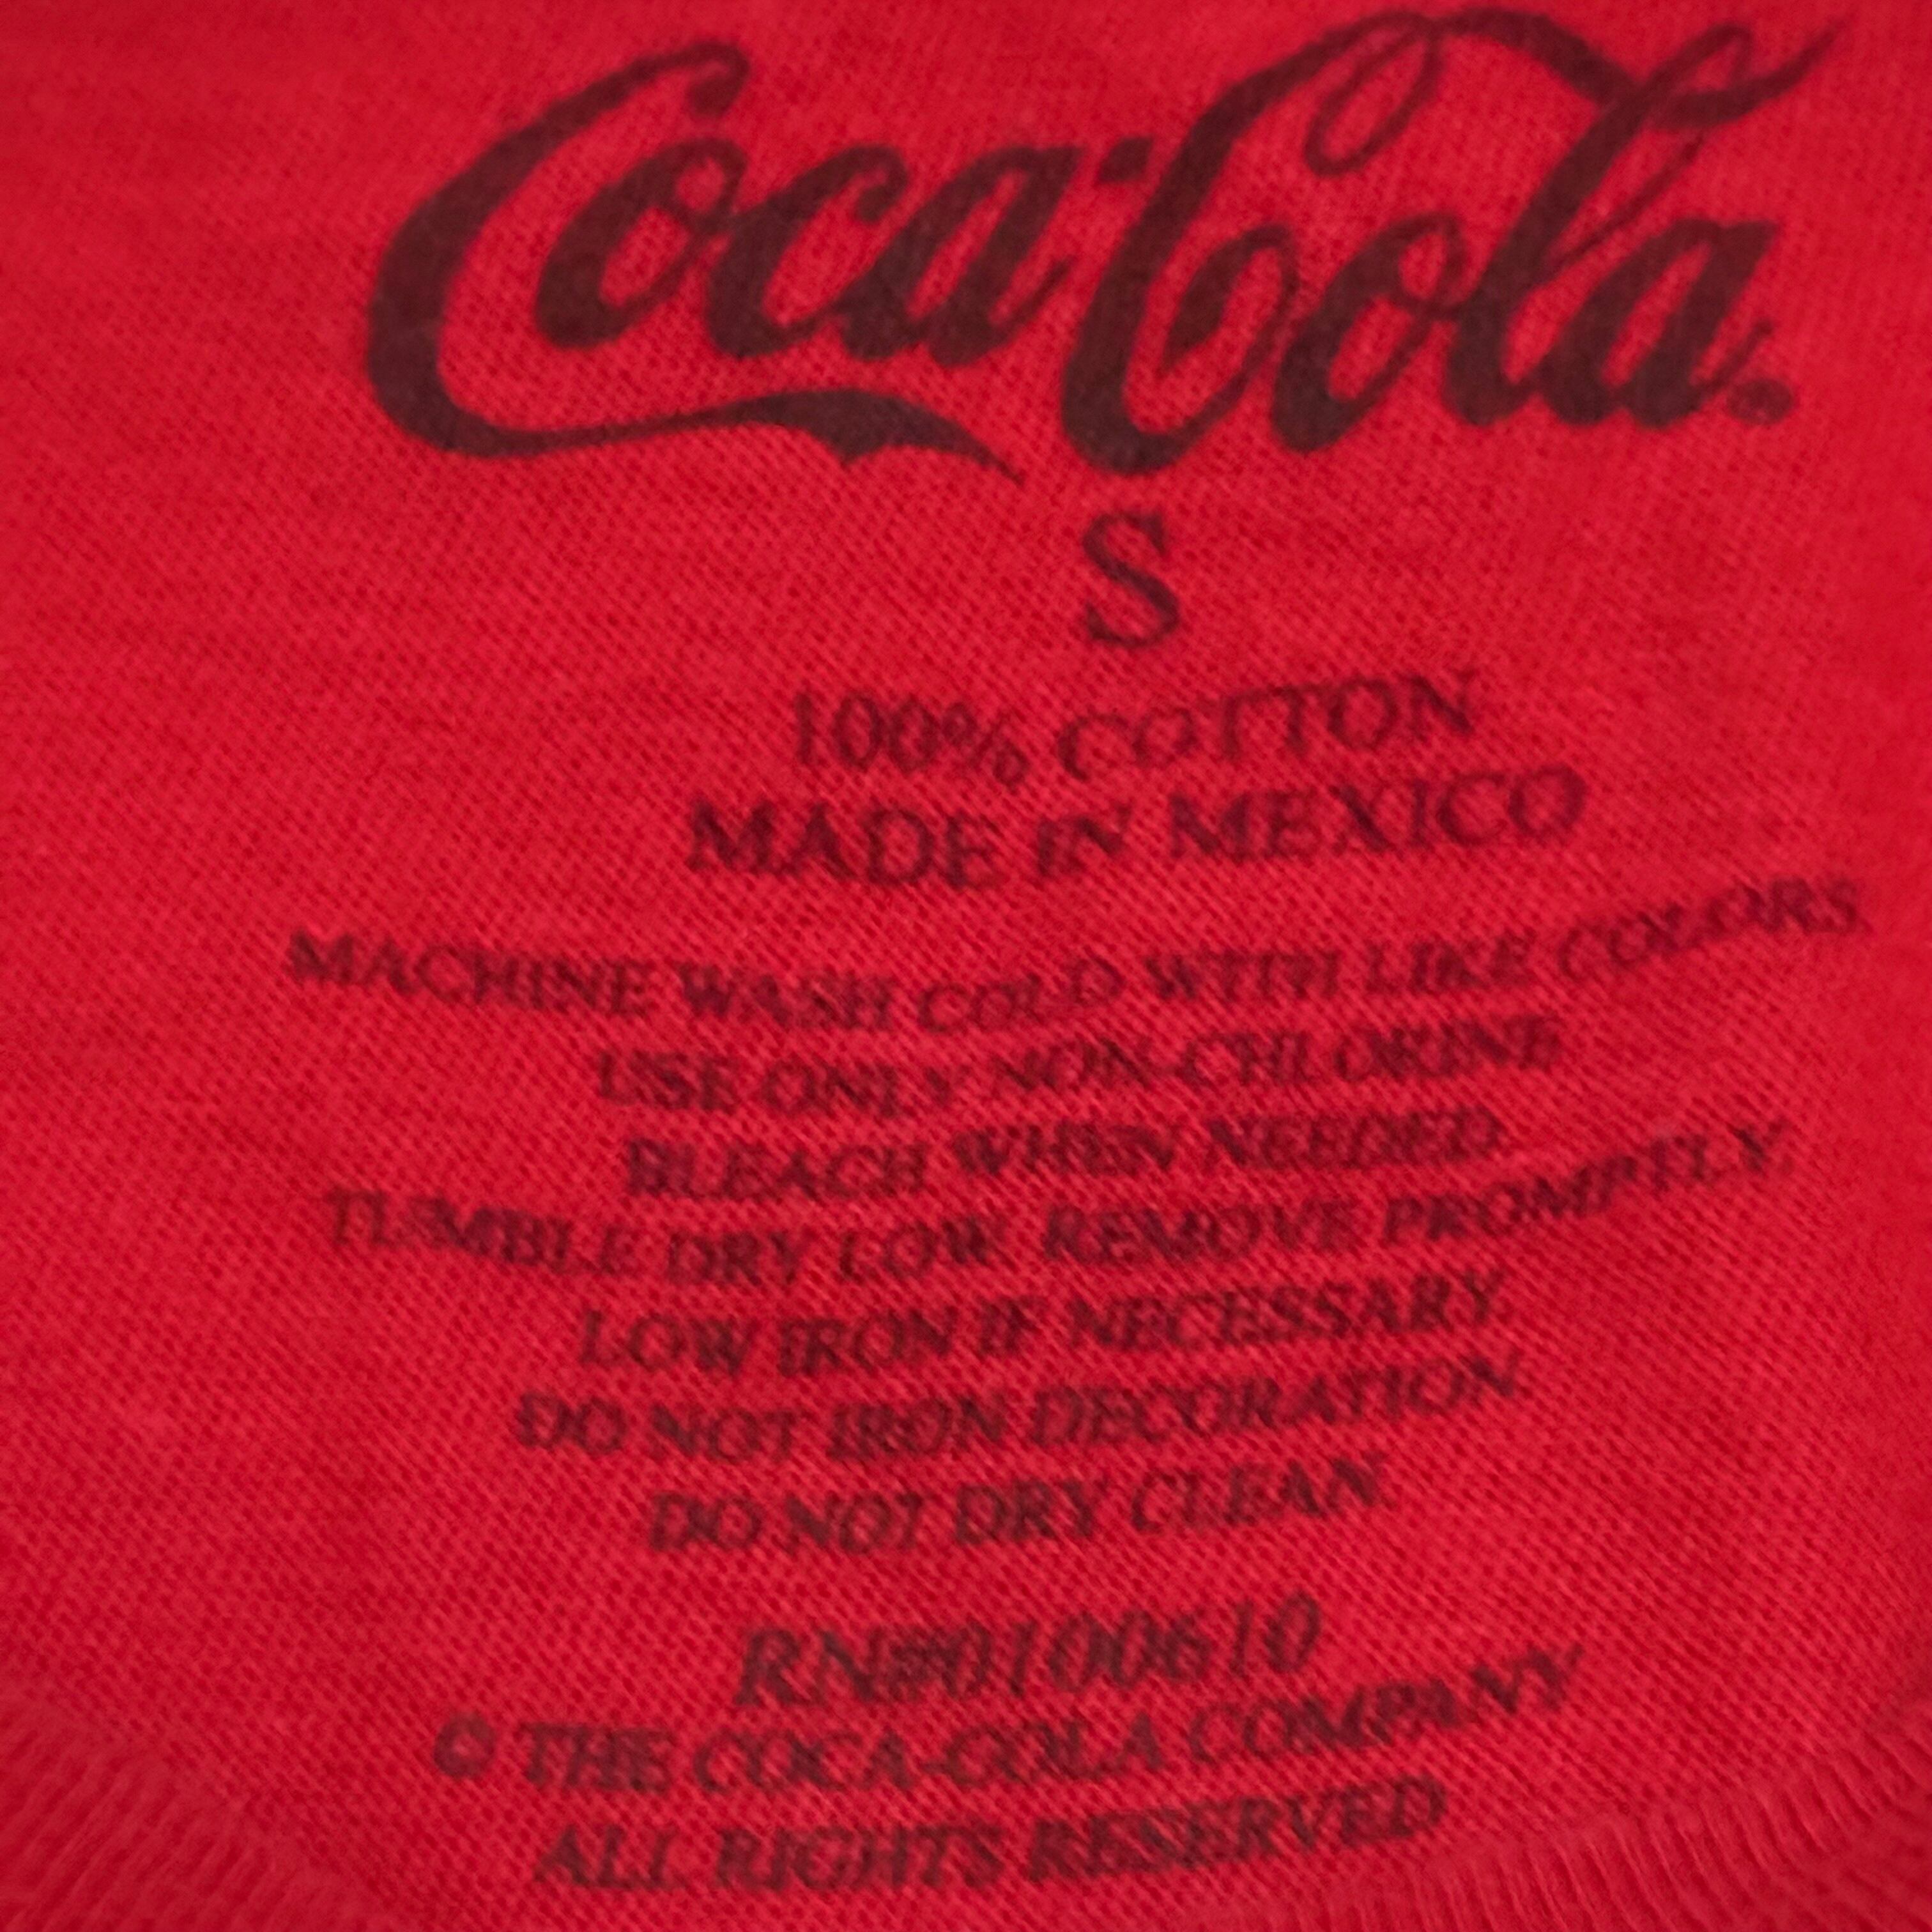 Coca-Cola®
S
100% COTTON
MADE IN MEXICO
MACHINE WASH COLD WITH LIKE COLORS.
USE ONLY NON-CHLORINE
BLEACH WHEN NEEDED.
TUMBLE DRY LOW. REMOVE PROMPTLY.
LOW IRON IF NECESSARY.
DO NOT IRON DECORATION.
DO NOT DRY CLEAN.
RN#0100610
© THE COCA-COLA COMPANY
ALL RIGHTS RESERVED